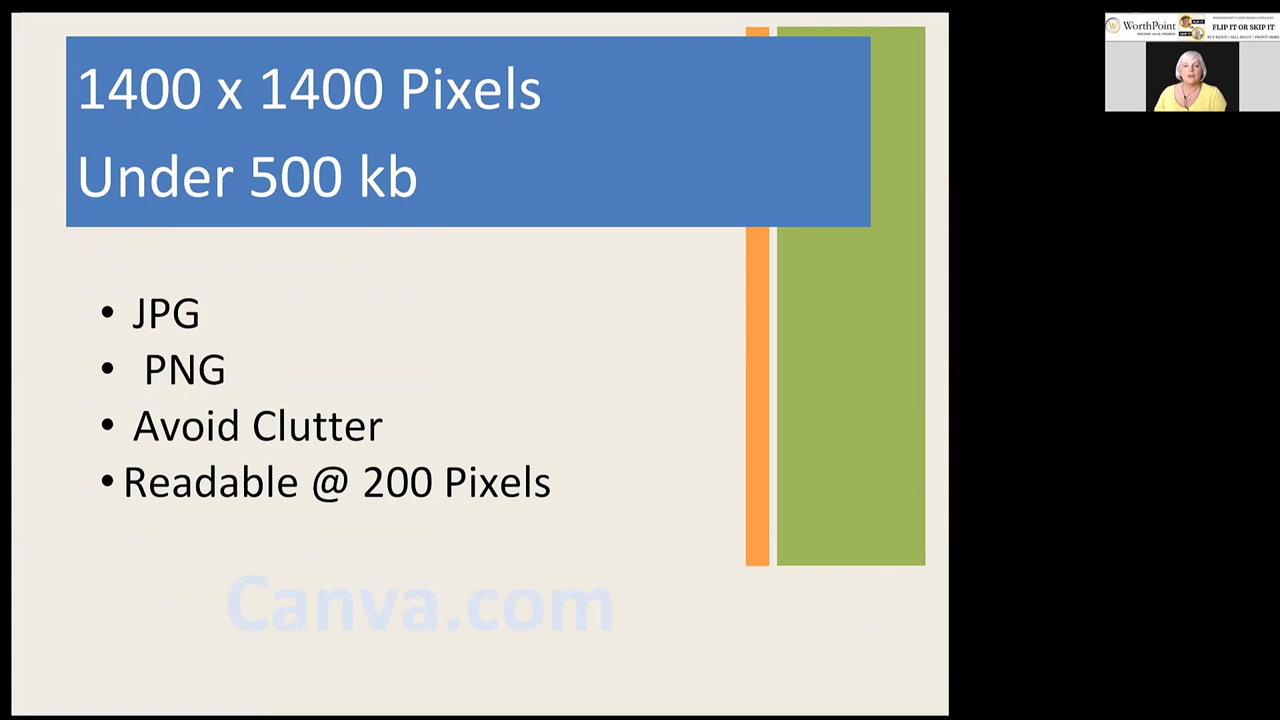 1400 x 1400 Pixels
Under 500 kb
• JPG
• PNG
• Avoid Clutter
• Readable @ 200 Pixels
Canva.com
WorthPoint
FLIP IT OR SKIP IT